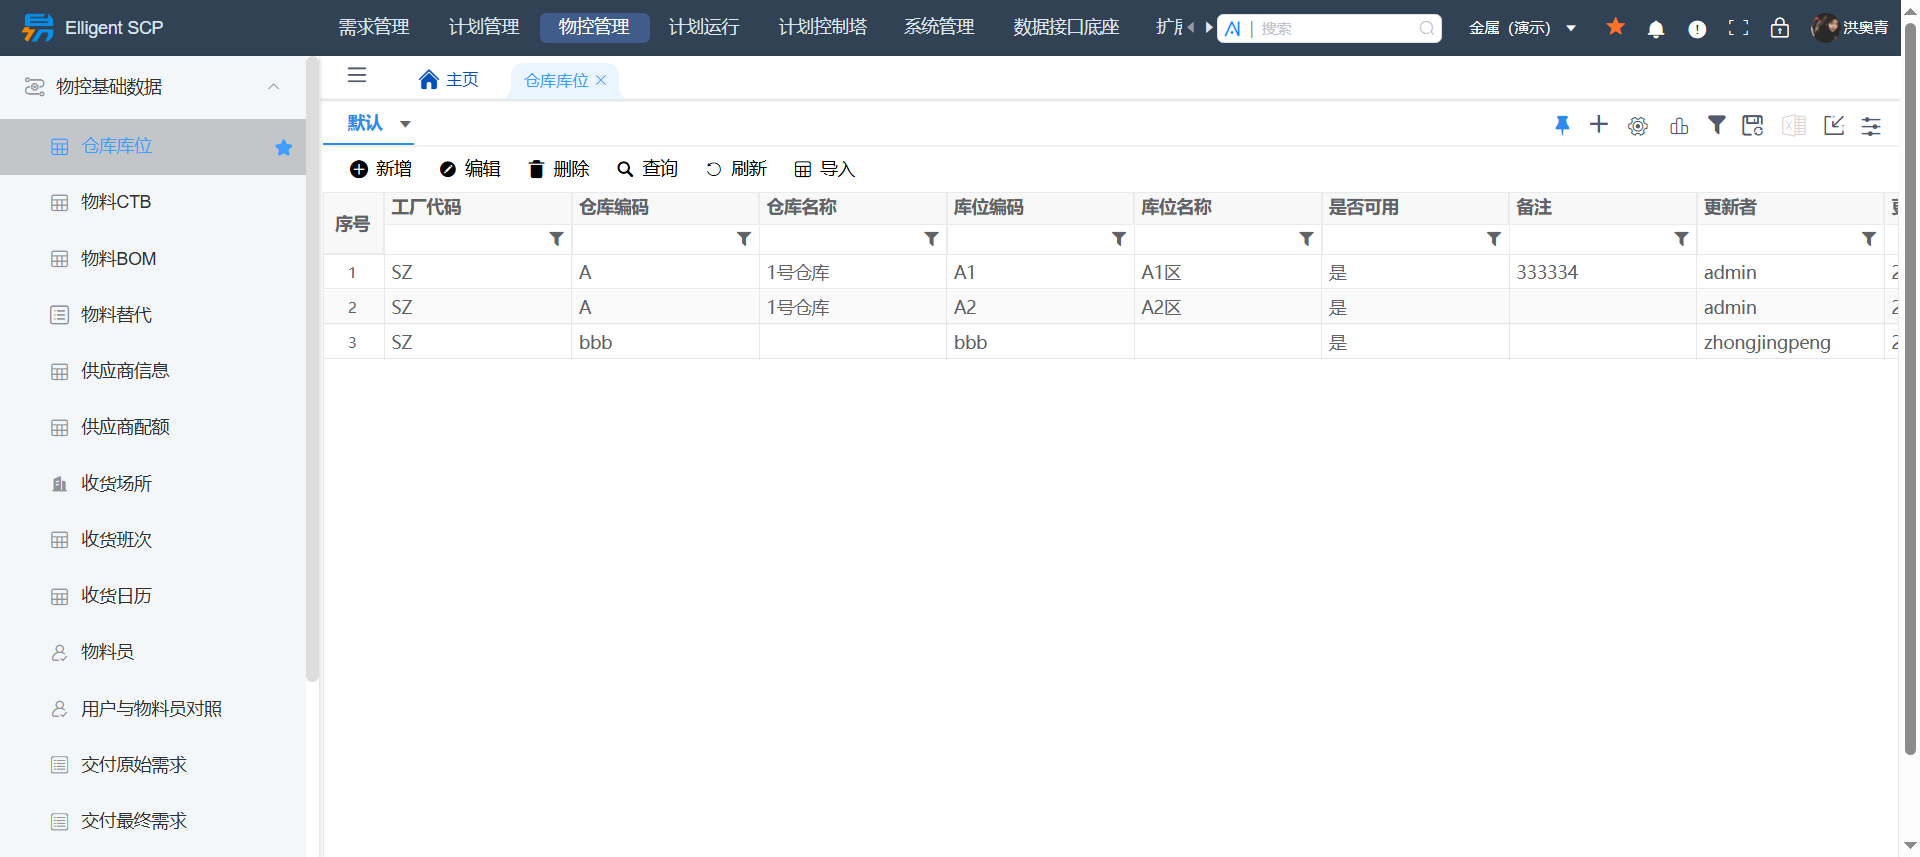 Elligent SCP
需求管理 计划管理 物控管理 计划运行 计划控制塔 系统管理 数据接口底座
搜索
金属 (演示)
洪奥青
物控基础数据
仓库库位
物料CTB
物料BOM
物料替代
供应商信息
供应商配额
收货场所
收货班次
收货日历
物料员
用户与物料员对照
交付原始需求
交付最终需求
主页 仓库库位
默认
新增 编辑 删除 查询 刷新 导入
序号 工厂代码 仓库编码 仓库名称 库位编码 库位名称 是否可用 备注 更新者
1 SZ A 1号仓库 A1 A1区 是 333334 admin 2
2 SZ A 1号仓库 A2 A2区 是 admin 2
3 SZ bbb bbb 是 zhongjingpeng 2